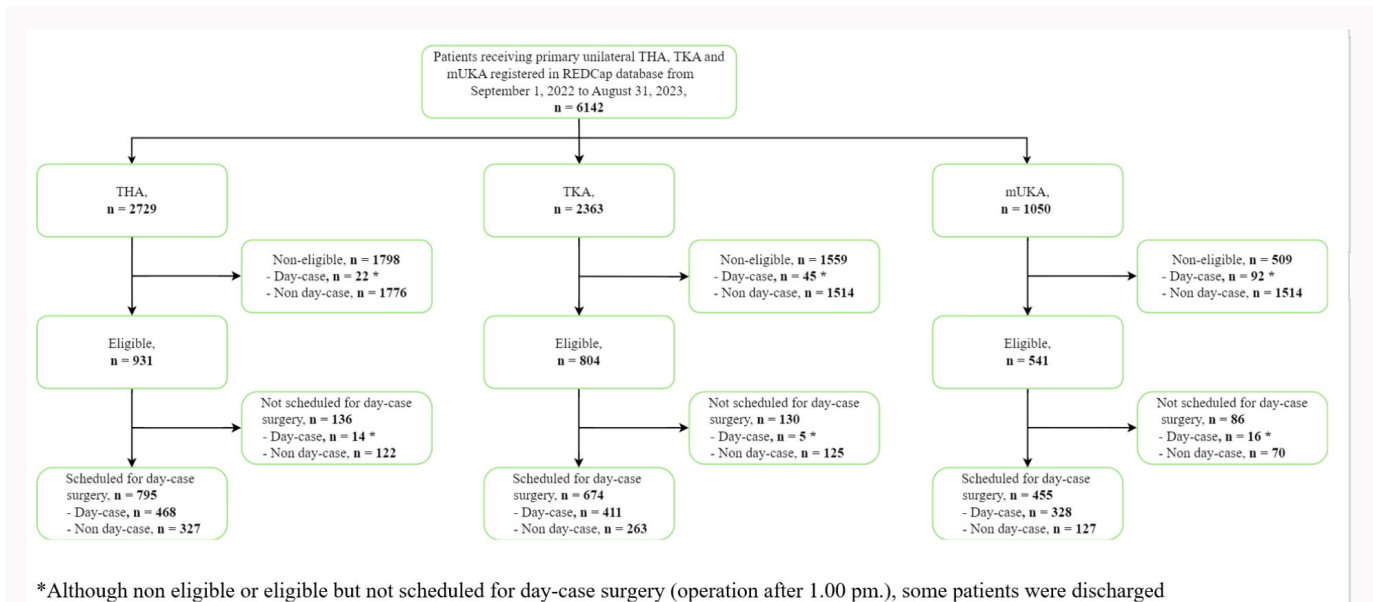 Patients receiving primary unilateral THA, TKA and
mUKA registered in REDCap database from
September 1, 2022 to August 31, 2023,
n = 6142
THA,
n = 2729
TKA,
n = 2363
mUKA,
n = 1050
Non-eligible, n = 1798
- Day-case, n = 22 *
- Non day-case, n = 1776
Non-eligible, n = 1559
- Day-case, n = 45 *
- Non day-case, n = 1514
Non-eligible, n = 509
- Day-case, n = 92 *
- Non day-case, n = 1514
Eligible,
n = 931
Eligible,
n = 804
Eligible,
n = 541
Not scheduled for day-case
surgery, n = 136
- Day-case, n = 14 *
- Non day-case, n = 122
Not scheduled for day-case
surgery, n = 130
- Day-case, n = 5 *
- Non day-case, n = 125
Not scheduled for day-case
surgery, n = 86
- Day-case, n = 16 *
- Non day-case, n = 70
Scheduled for day-case
surgery, n = 795
- Day-case, n = 468
- Non day-case, n = 327
Scheduled for day-case
surgery, n = 674
- Day-case, n = 411
- Non day-case, n = 263
Scheduled for day-case
surgery, n = 455
- Day-case, n = 328
- Non day-case, n = 127
*Although non eligible or eligible but not scheduled for day-case surgery (operation after 1.00 pm.), some patients were discharged